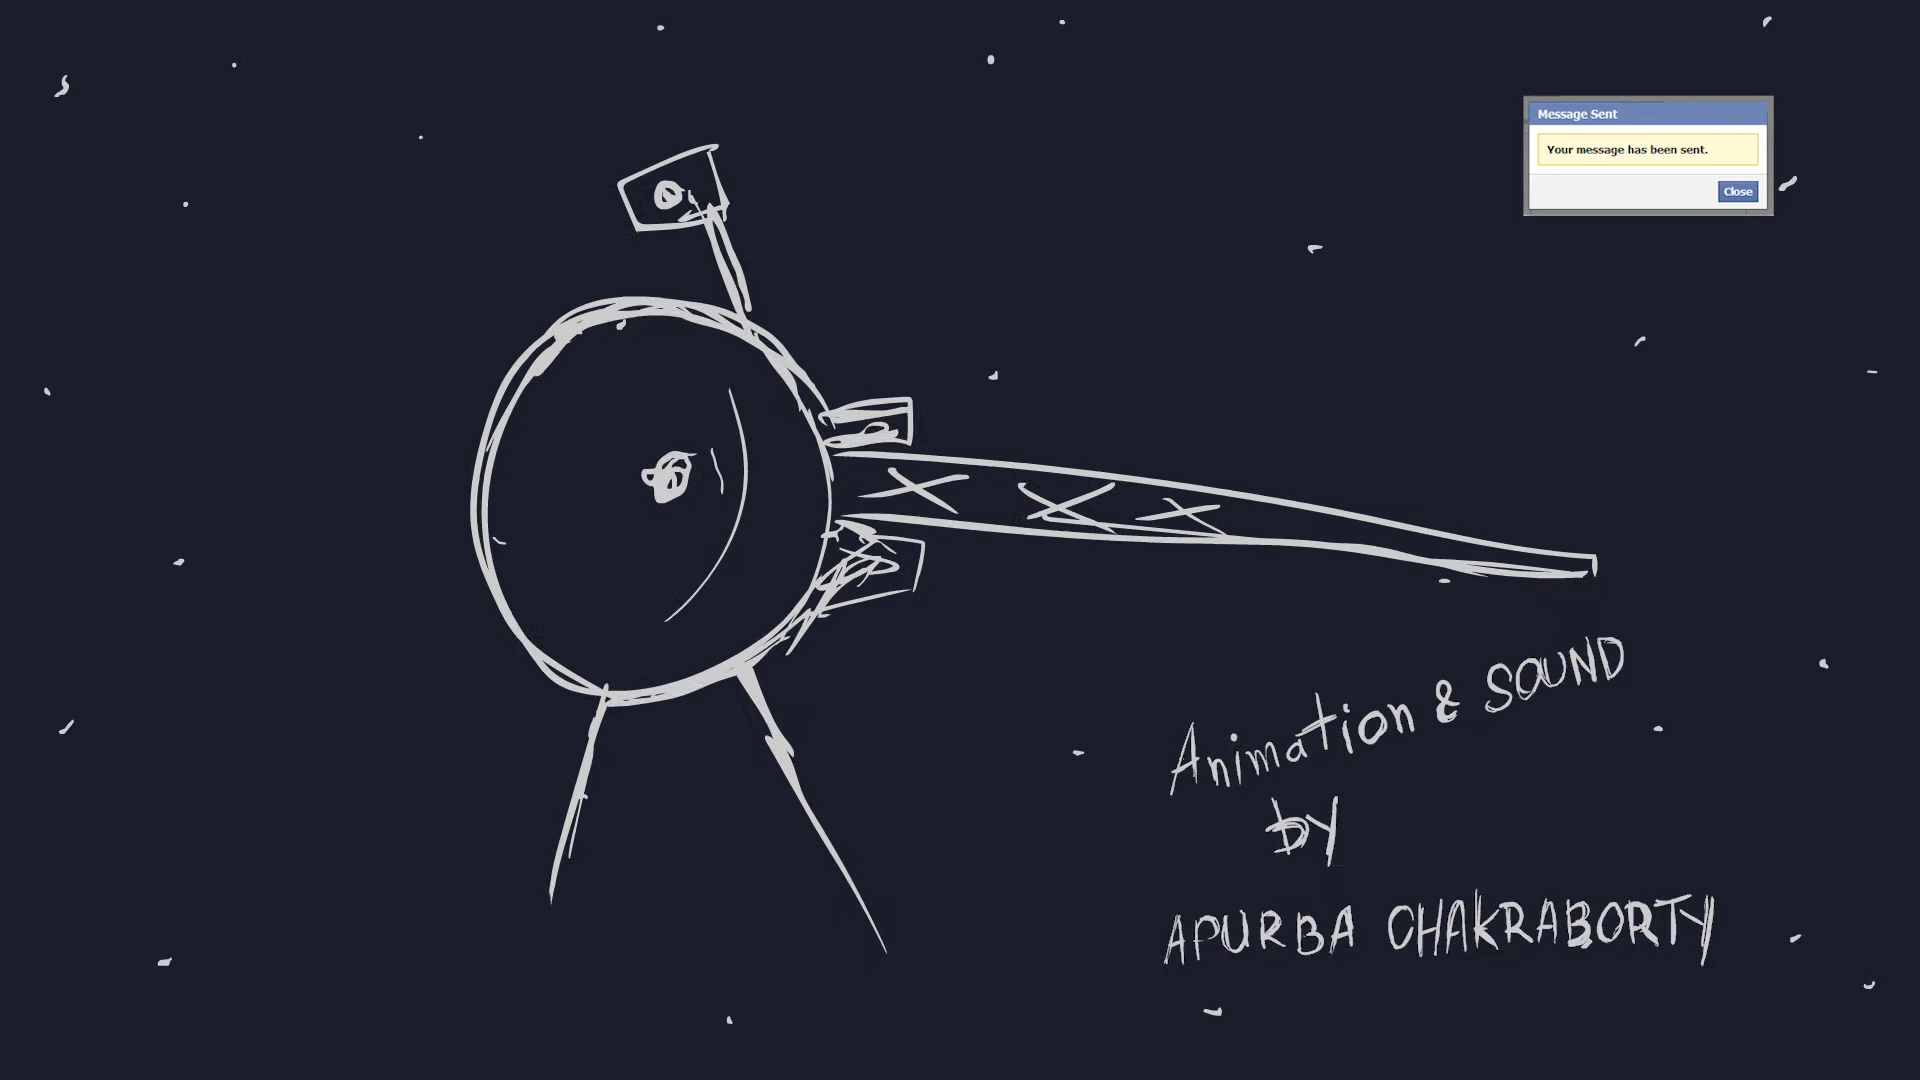 Message Sent
Your message has been sent.
Close
Animation & SOUND
by
APURBA CHAKRABORTY